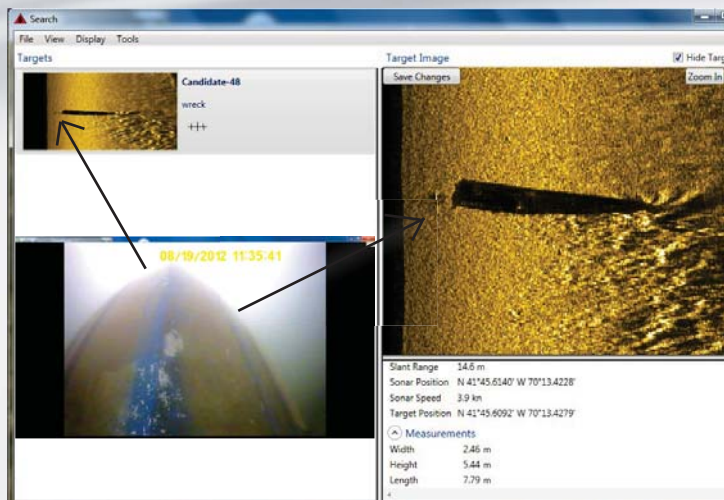 Search
File View Display Tools
Targets
Candidate-48
wreck
08/19/2012 11:35:41
Target Image
Hide Targ
Save Changes
Zoom In
Slant Range 14.6 m
Sonar Position N 41°45.6140' W 70°13.4228'
Sonar Speed 3.9 kn
Target Position N 41°45.6092' W 70°13.4279'
Measurements
Width 2.46 m
Height 5.44 m
Length 7.79 m